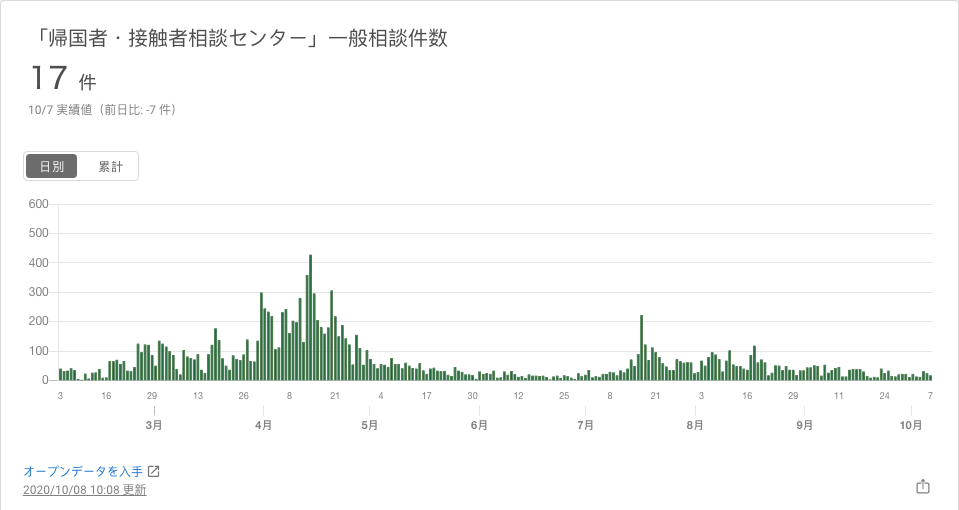 「帰国者・接触者相談センター」一般相談件数
17 件
10/7 実績値（前日比: -7 件）
日別 累計
600
500
400
300
200
100
0
3 16 29 13 26 8 21 4 17 30 12 25 8 21 3 16 29 11 24 7
3月 4月 5月 6月 7月 8月 9月 10月
オープンデータを入手
2020/10/08 10:08 更新